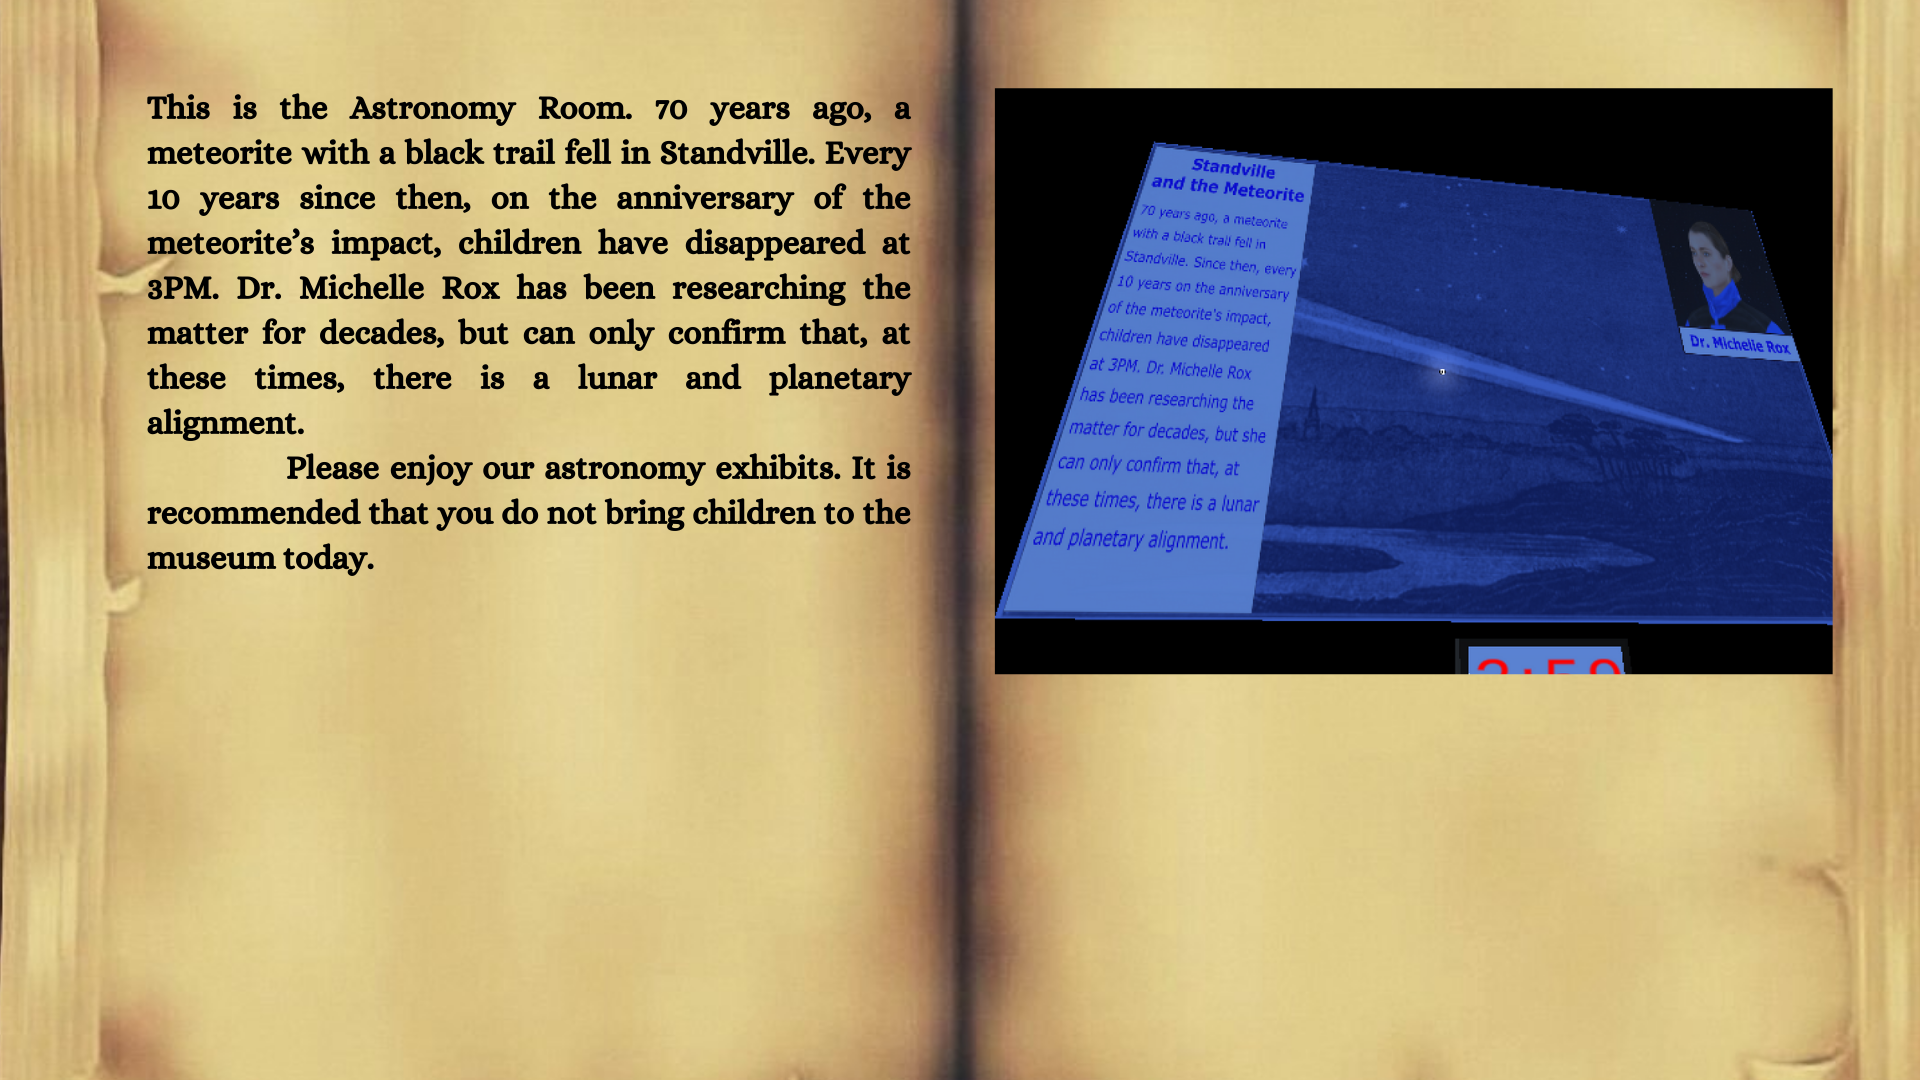 This is the Astronomy Room. 70 years ago, a
meteorite with a black trail fell in Standville. Every
10 years since then, on the anniversary of the
meteorite’s impact, children have disappeared at
3PM. Dr. Michelle Rox has been researching the
matter for decades, but can only confirm that, at
these times, there is a lunar and planetary
alignment.
Please enjoy our astronomy exhibits. It is
recommended that you do not bring children to the
museum today.
Standville
and the Meteorite
70 years ago, a meteorite
with a black trail fell in
Standville. Since then, every
10 years on the anniversary
of the meteorite's impact,
children have disappeared
at 3PM. Dr. Michelle Rox
has been researching the
matter for decades, but she
can only confirm that, at
these times, there is a lunar
and planetary alignment.
Dr. Michelle Rox